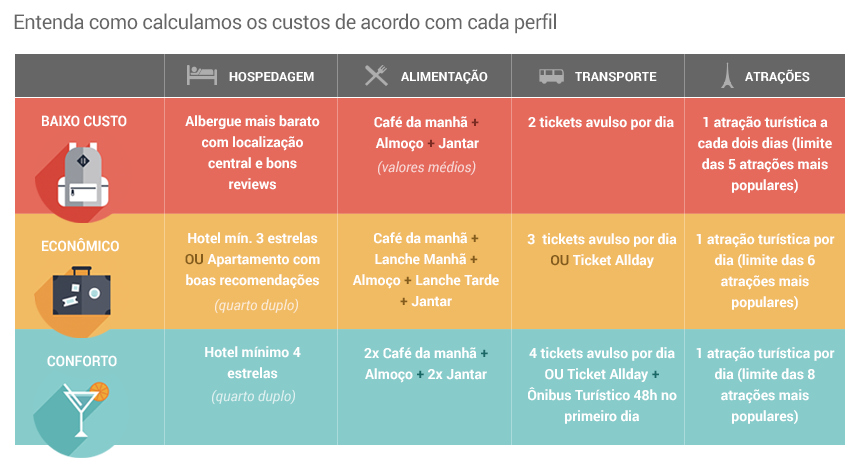 Entenda como calculamos os custos de acordo com cada perfil
HOSPEDAGEM
ALIMENTAÇÃO
TRANSPORTE
ATRAÇÕES
BAIXO CUSTO
Albergue mais barato
com localização
central e bons
reviews
Café da manhã +
Almoço + Jantar
(valores médios)
2 tickets avulso por dia
1 atração turística a
cada dois dias (limite
das 5 atrações mais
populares)
ECONÔMICO
Hotel mín. 3 estrelas
OU Apartamento com
boas recomendações
(quarto duplo)
Café da manhã +
Lanche Manhã +
Almoço + Lanche Tarde
+ Jantar
3 tickets avulso por dia
OU Ticket Allday
1 atração turística por
dia (limite das 6
atrações mais
populares)
CONFORTO
Hotel mínimo 4
estrelas
(quarto duplo)
2x Café da manhã +
Almoço + 2x Jantar
4 tickets avulso por dia
OU Ticket Allday +
Ônibus Turístico 48h no
primeiro dia
1 atração turística por
dia (limite das 8
atrações mais
populares)